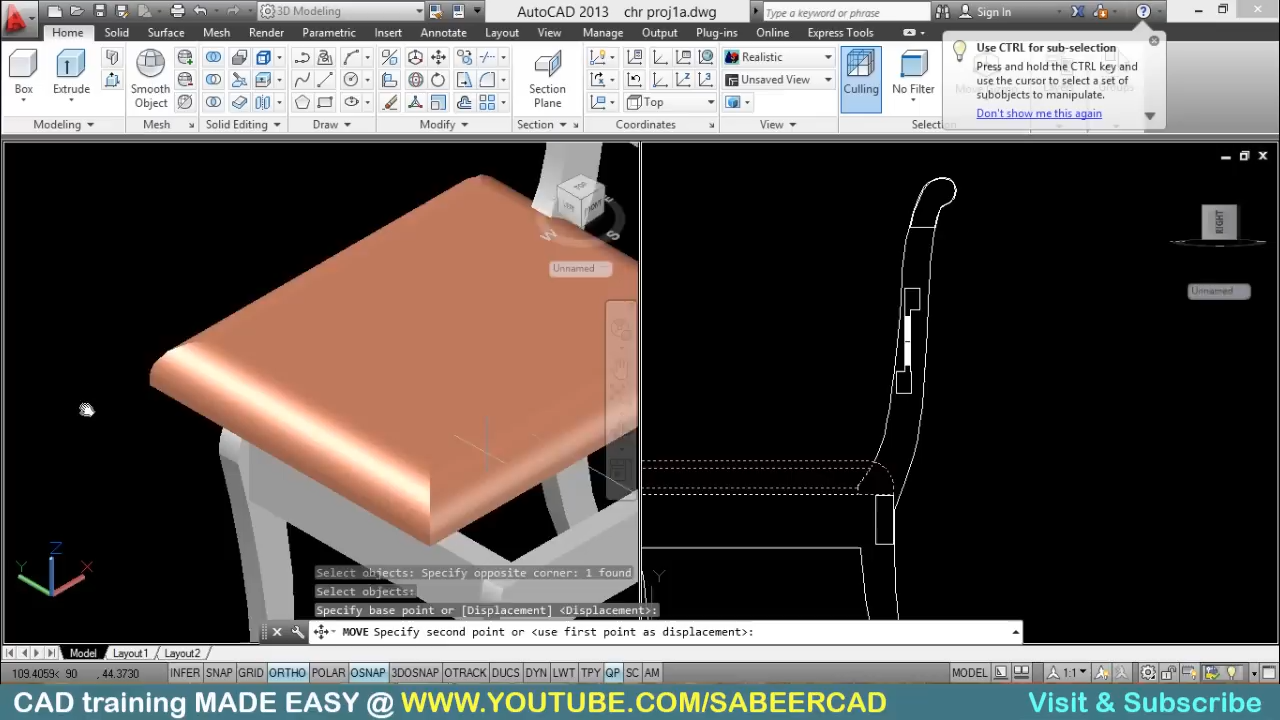 3D Modeling
AutoCAD 2013 chr proj1a.dwg
Type a keyword or phrase
Sign In
Home Solid Surface Mesh Render Parametric Insert Annotate Layout View Manage Output Plug-ins Online Express Tools
Use CTRL for sub-selection
Press and hold the CTRL key and
use the cursor to select a set of
subobjects to manipulate.
Don't show me this again
Realistic
Unsaved View
Top
Box
Extrude
Smooth
Object
Section
Plane
Culling
No Filter
Modeling
Mesh
Solid Editing
Draw
Modify
Section
Coordinates
View
Selection
TOP
FRONT
W
S
Unnamed
RIGHT
Unnamed
Z
Y
X
Y
Select objects: Specify opposite corner: 1 found
Select objects:
Specify base point or [Displacement] <Displacement>:
MOVE Specify second point or <use first point as displacement>:
Model Layout1 Layout2
109.4059< 90 , 44.3730
INFER SNAP GRID ORTHO POLAR OSNAP 3DOSNAP OTRACK DUCS DYN LWT TPY QP SC AM
MODEL
1:1
CAD training MADE EASY @ WWW.YOUTUBE.COM/SABEERCAD
Visit & Subscribe